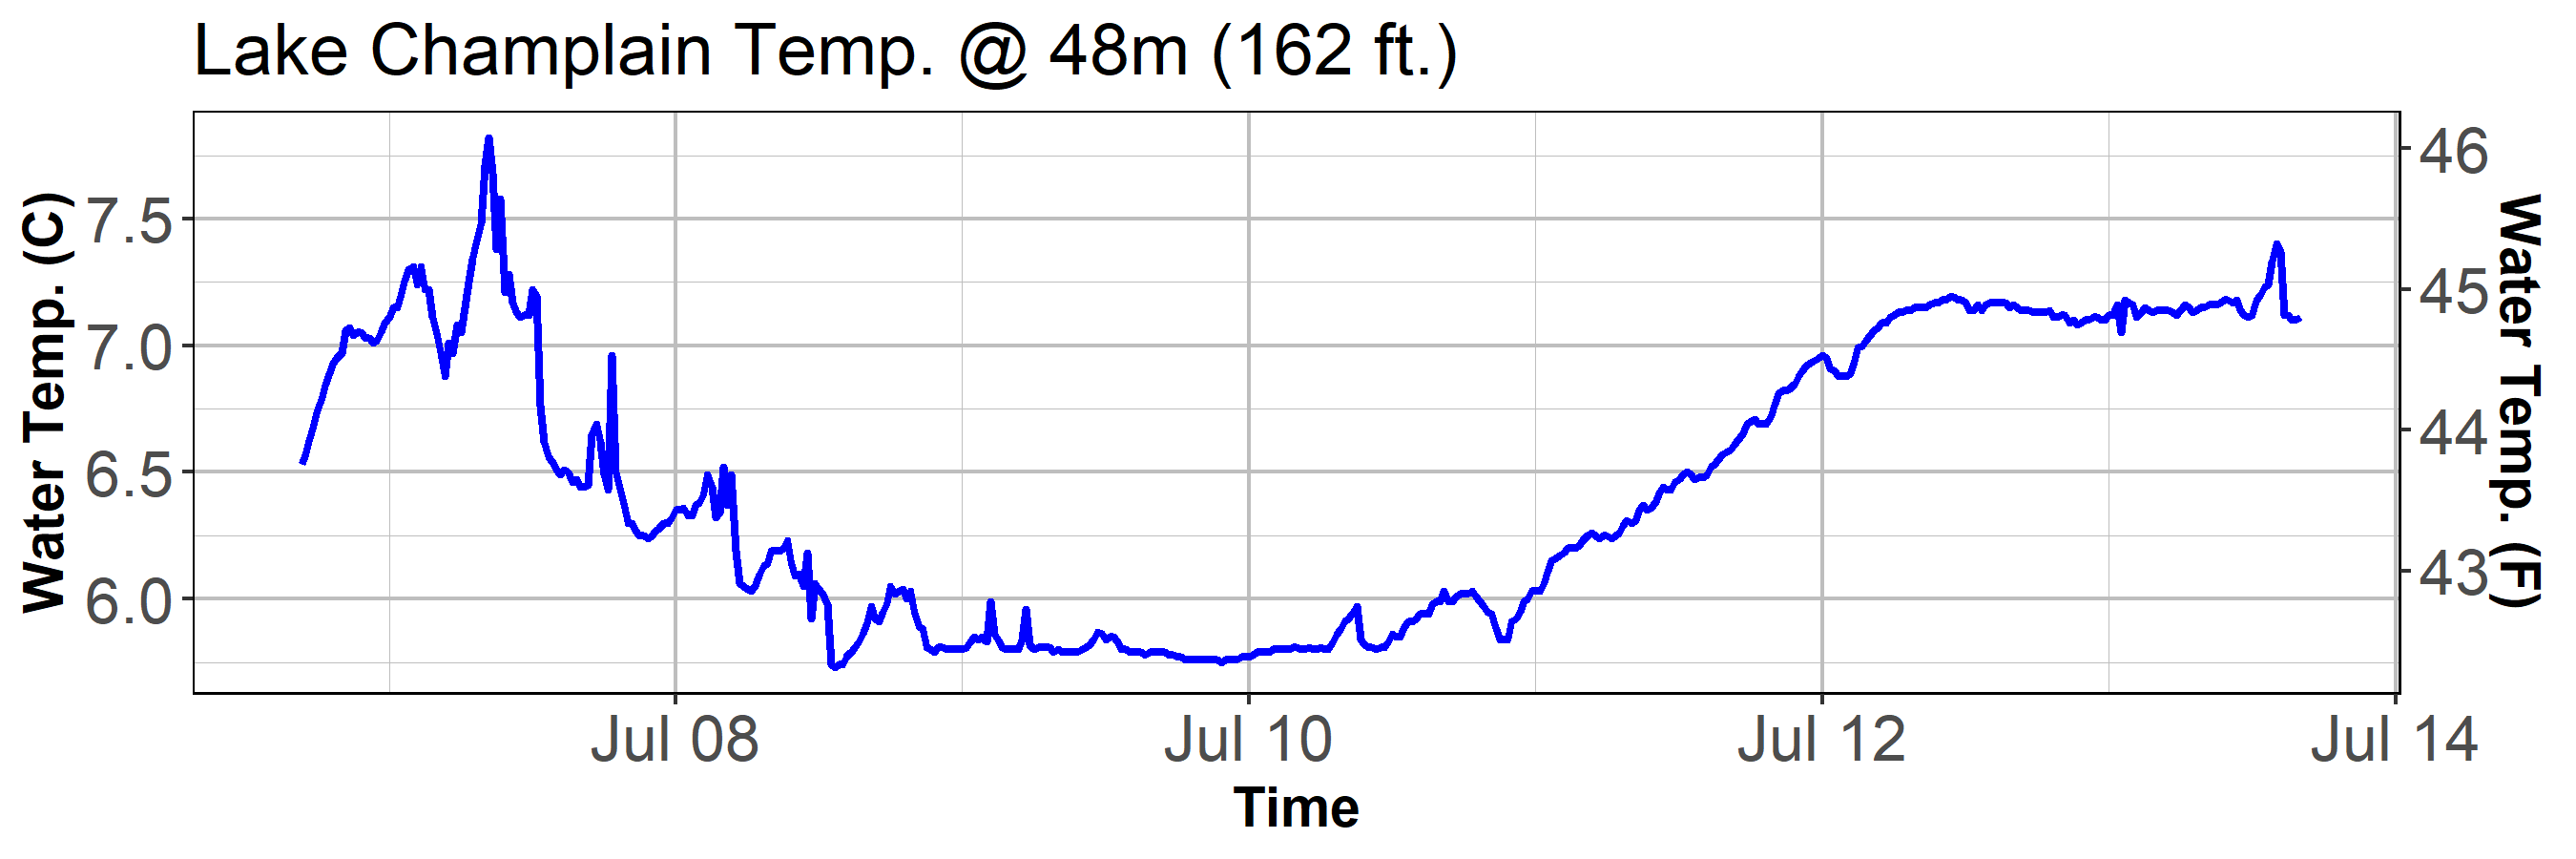 Lake Champlain Temp. @ 48m (162 ft.)
Water Temp. (C)
7.5
7.0
6.5
6.0
46
45
44
43
Water Temp. (F)
Jul 08
Jul 10
Jul 12
Jul 14
Time